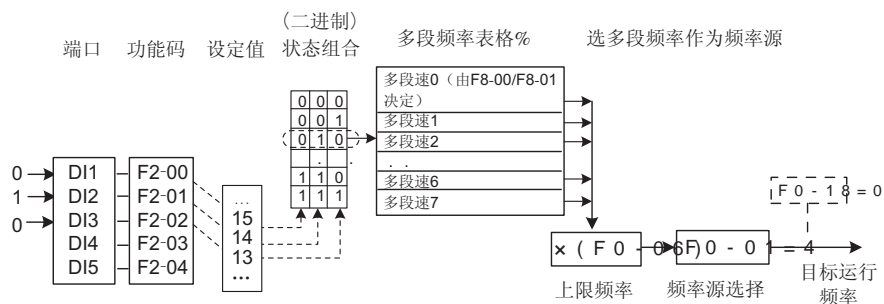 端口
功能码
设定值
（二进制）
状态组合
多段频率表格%
选多段频率作为频率源
0
1
0
DI1
DI2
DI3
DI4
DI5
F2-00
F2-01
F2-02
F2-03
F2-04
...
15
14
13
...
0 0 0
0 0 1
0 1 0
. . .
1 1 0
1 1 1
多段速0（由F8-00/F8-01
决定）
多段速1
多段速2
. . .
多段速6
多段速7
×(F0-06)
上限频率
F0-01=4
频率源选择
F0-18=0
目标运行
频率